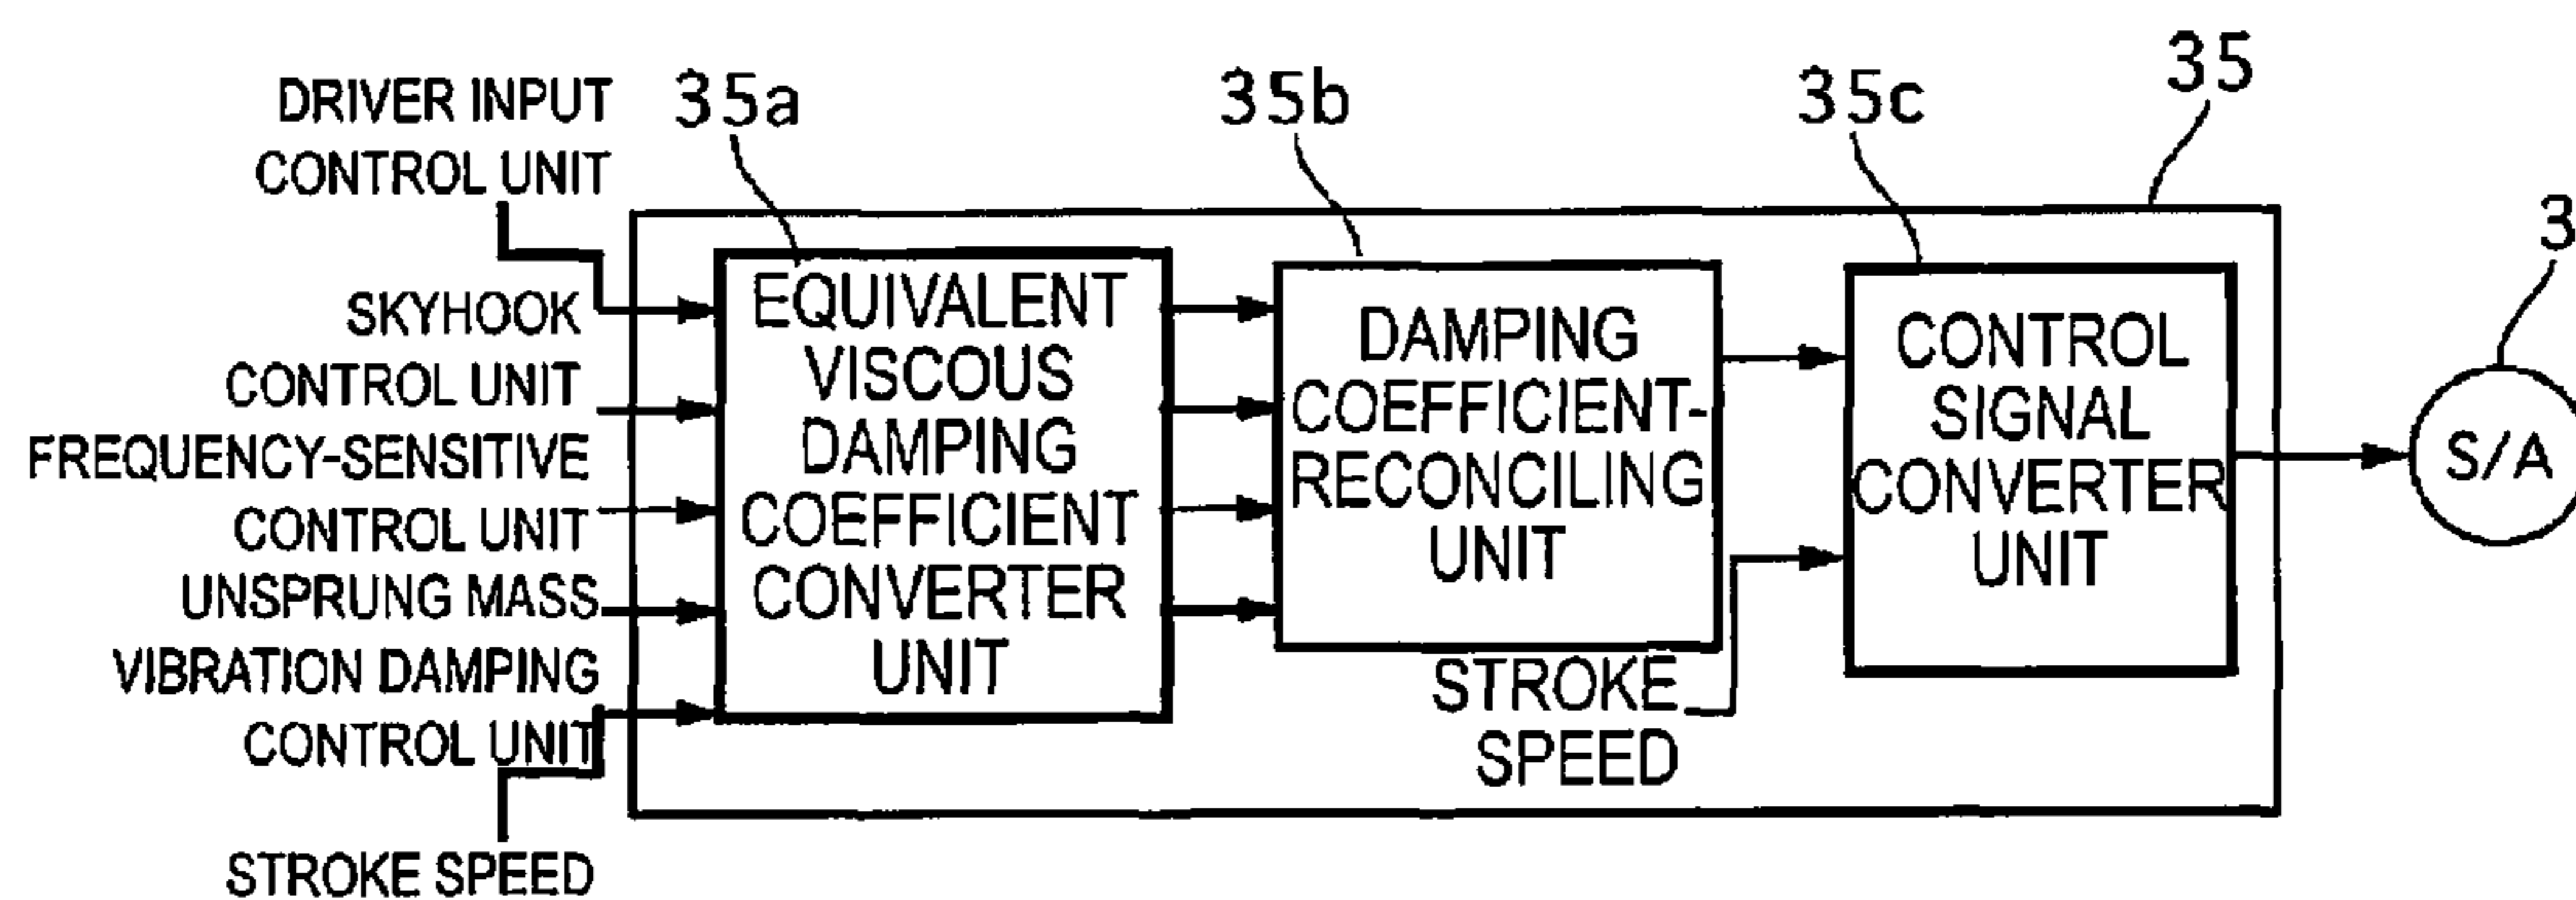 DRIVER INPUT
CONTROL UNIT
SKYHOOK
CONTROL UNIT
FREQUENCY-SENSITIVE
CONTROL UNIT
UNSPRUNG MASS
VIBRATION DAMPING
CONTROL UNIT
STROKE SPEED
35a
EQUIVALENT
VISCOUS
DAMPING
COEFFICIENT
CONVERTER
UNIT
35b
DAMPING
COEFFICIENT-
RECONCILING
UNIT
STROKE
SPEED
35c
CONTROL
SIGNAL
CONVERTER
UNIT
35
3
S/A